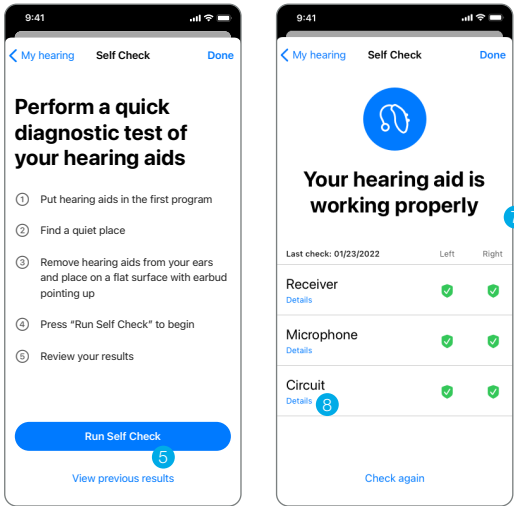 9:41
My hearing Self Check Done
Perform a quick
diagnostic test of
your hearing aids
1 Put hearing aids in the first program
2 Find a quiet place
3 Remove hearing aids from your ears
and place on a flat surface with earbud
pointing up
4 Press “Run Self Check” to begin
5 Review your results
Run Self Check
5
View previous results
9:41
My hearing Self Check Done
Your hearing aid is
working properly
7
Last check: 01/23/2022 Left Right
Receiver
Details
Microphone
Details
Circuit
Details 8
Check again